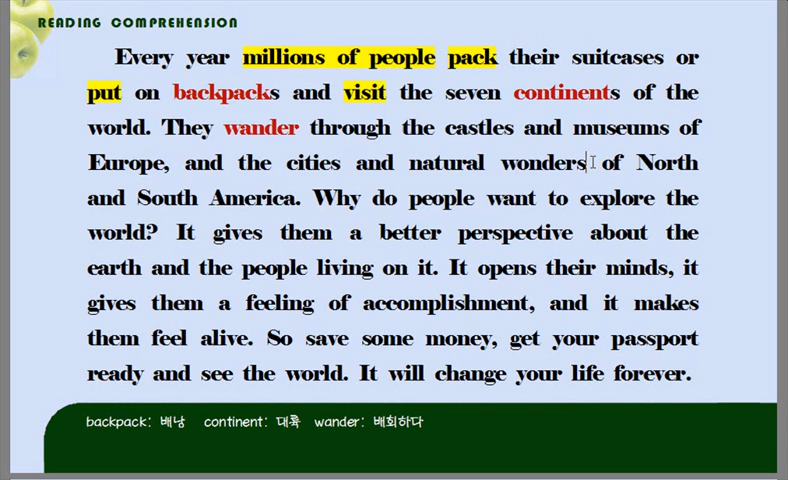 READING COMPREHENSION
Every year millions of people pack their suitcases or
put on backpacks and visit the seven continents of the
world. They wander through the castles and museums of
Europe, and the cities and natural wonders of North
and South America. Why do people want to explore the
world? It gives them a better perspective about the
earth and the people living on it. It opens their minds, it
gives them a feeling of accomplishment, and it makes
them feel alive. So save some money, get your passport
ready and see the world. It will change your life forever.
backpack: 배낭 continent: 대륙 wander: 배회하다